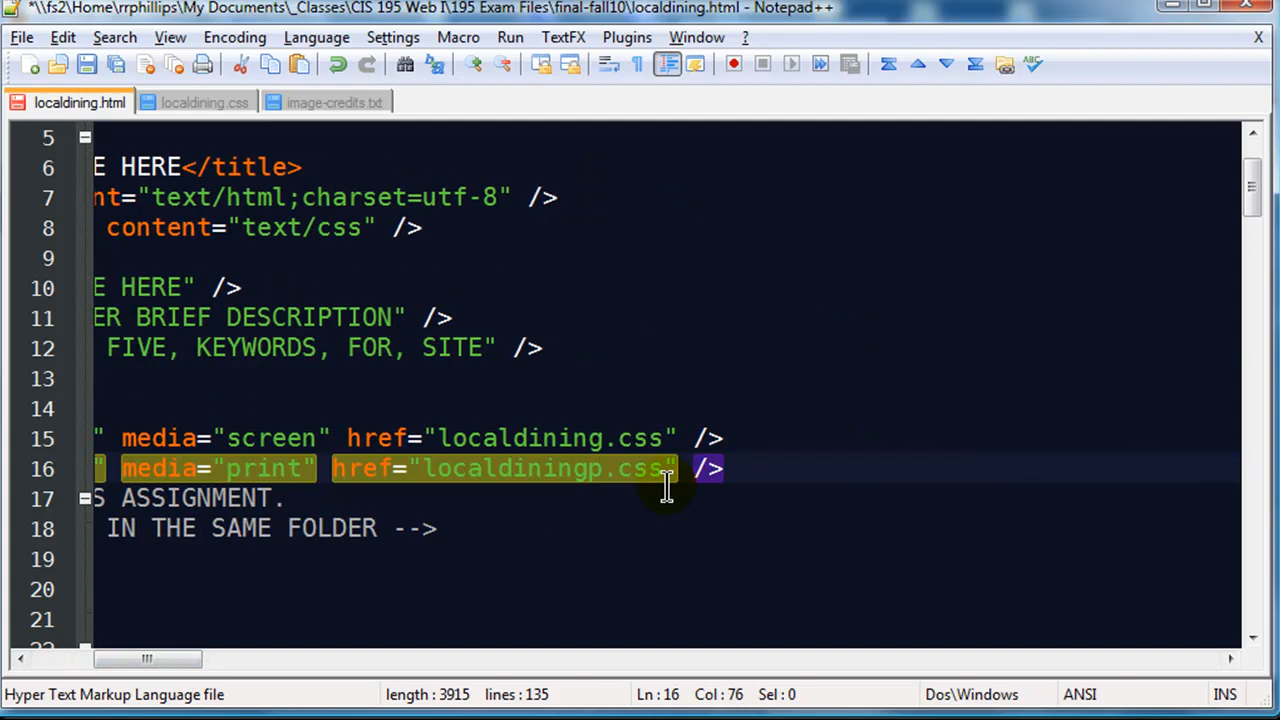 *\\fs2\Home\rrphillips\My Documents\_Classes\CIS 195 Web I\195 Exam Files\final-fall10\localdining.html - Notepad++
File Edit Search View Encoding Language Settings Macro Run TextFX Plugins Window ? X
localdining.html localdining.css image-credits.txt
5
6 E HERE</title>
7 nt="text/html;charset=utf-8" />
8 content="text/css" />
9
10 E HERE" />
11 ER BRIEF DESCRIPTION" />
12 FIVE, KEYWORDS, FOR, SITE" />
13
14
15 " media="screen" href="localdining.css" />
16 " media="print" href="localdiningp.css" />
17 S ASSIGNMENT.
18 IN THE SAME FOLDER -->
19
20
21
22
Hyper Text Markup Language file length : 3915 lines : 135 Ln : 16 Col : 76 Sel : 0 Dos\Windows ANSI INS